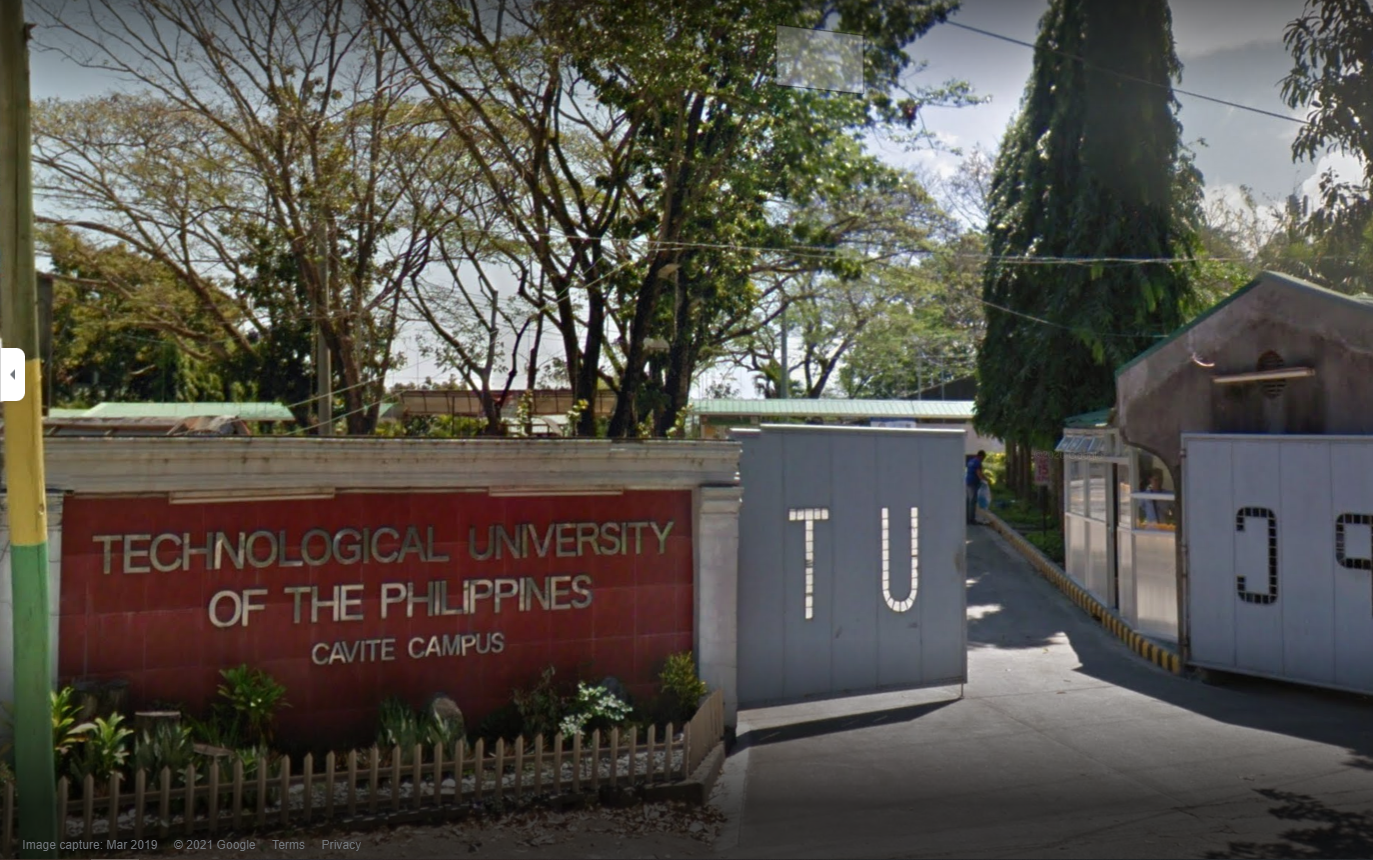 TECHNOLOGICAL UNIVERSITY
OF THE PHILIPPINES
CAVITE CAMPUS
T U
C P
Image capture: Mar 2019 © 2021 Google Terms Privacy